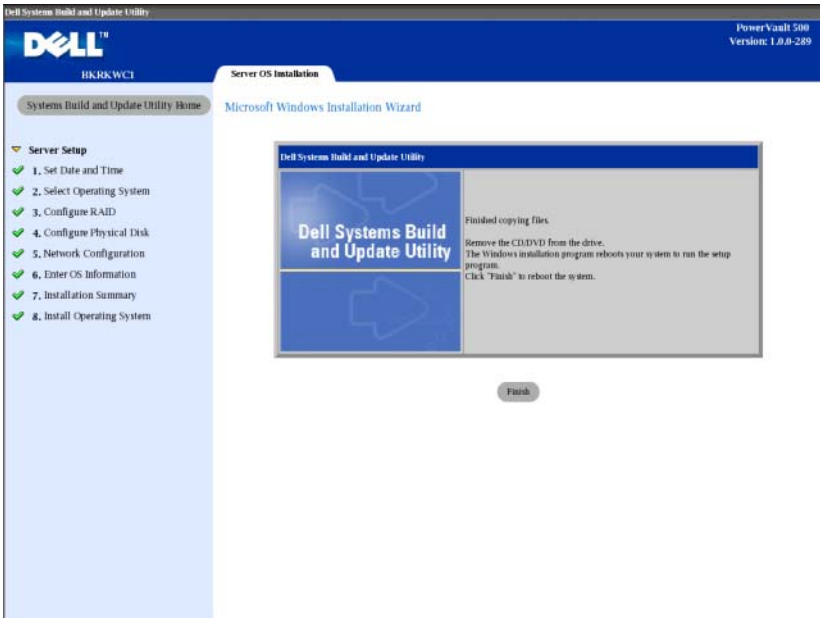 Dell Systems Build and Update Utility
DELL™
PowerVault 500
Version: 1.0.0-289
HKRKWC1
Server OS Installation
Systems Build and Update Utility Home
Microsoft Windows Installation Wizard
Server Setup
1. Set Date and Time
2. Select Operating System
3. Configure RAID
4. Configure Physical Disk
5. Network Configuration
6. Enter OS Information
7. Installation Summary
8. Install Operating System
Dell Systems Build and Update Utility
Dell Systems Build
and Update Utility
Finished copying files.
Remove the CD/DVD from the drive.
The Windows installation program reboots your system to run the setup
program.
Click "Finish" to reboot the system.
Finish